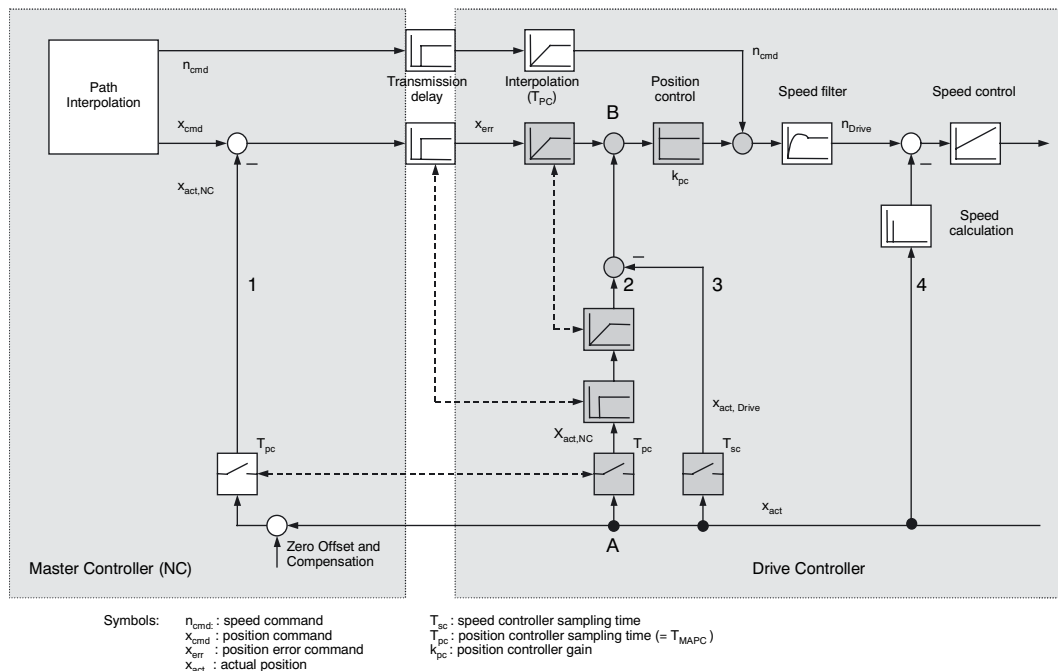 n_cmd
Path
Interpolation
Transmission
delay
Interpolation
(T_PC)
n_cmd
Position
control
Speed filter
Speed control
x_cmd
x_err
B
n_Drive
k_pc
x_act,NC
Speed
calculation
1
2
3
4
x_act, Drive
X_act,NC
T_pc
T_pc
T_sc
x_act
A
Zero Offset and
Compensation
Master Controller (NC)
Drive Controller
Symbols:
n_cmd: : speed command
x_cmd : position command
x_err : position error command
x_act : actual position
T_sc : speed controller sampling time
T_pc : position controller sampling time (= T_MAPC )
k_pc : position controller gain